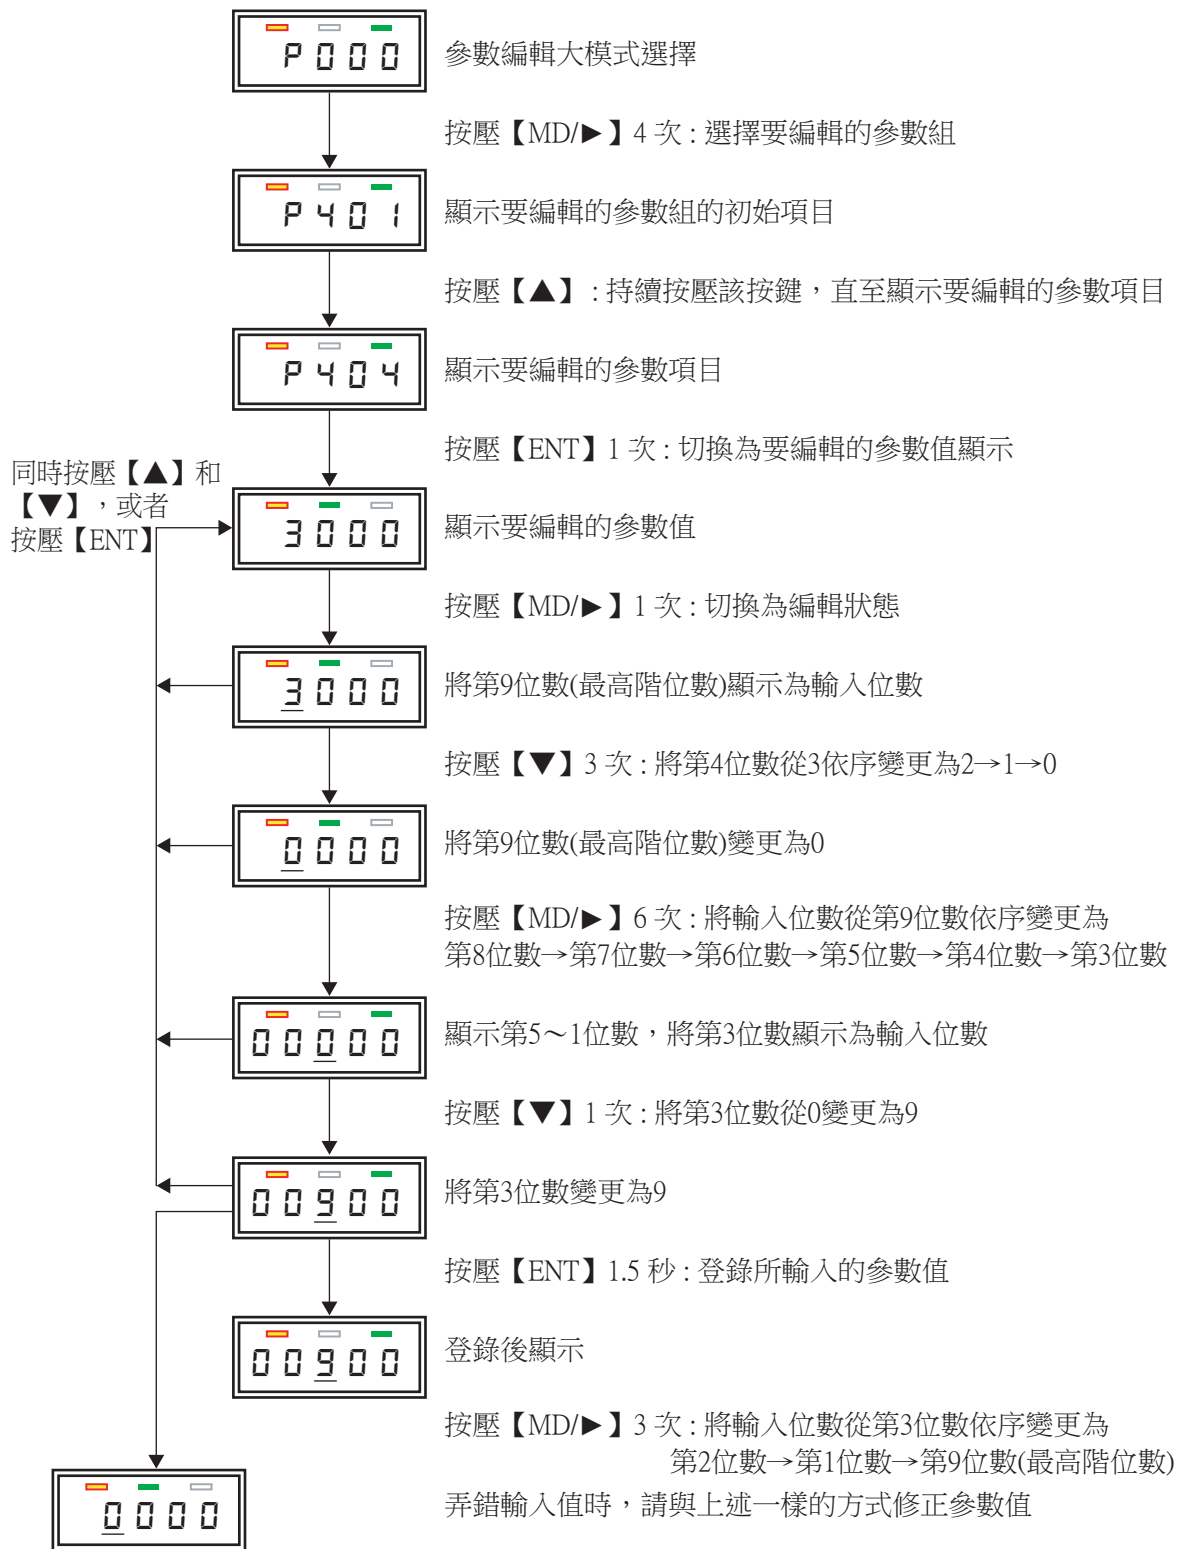 P000
參數編輯大模式選擇
按壓【MD/►】4 次 : 選擇要編輯的參數組
P401
顯示要編輯的參數組的初始項目
按壓【▲】 : 持續按壓該按鍵，直至顯示要編輯的參數項目
P404
顯示要編輯的參數項目
按壓【ENT】1 次 : 切換為要編輯的參數值顯示
同時按壓【▲】和
【▼】，或者
按壓【ENT】
3000
顯示要編輯的參數值
按壓【MD/►】1 次 : 切換為編輯狀態
3000
將第9位數(最高階位數)顯示為輸入位數
按壓【▼】3 次 : 將第4位數從3依序變更為2→1→0
0000
將第9位數(最高階位數)變更為0
按壓【MD/►】6 次 : 將輸入位數從第9位數依序變更為
第8位數→第7位數→第6位數→第5位數→第4位數→第3位數
00000
顯示第5～1位數，將第3位數顯示為輸入位數
按壓【▼】1 次 : 將第3位數從0變更為9
00900
將第3位數變更為9
按壓【ENT】1.5 秒 : 登錄所輸入的參數值
00900
登錄後顯示
按壓【MD/►】3 次 : 將輸入位數從第3位數依序變更為
第2位數→第1位數→第9位數(最高階位數)
0000
弄錯輸入值時，請與上述一樣的方式修正參數值